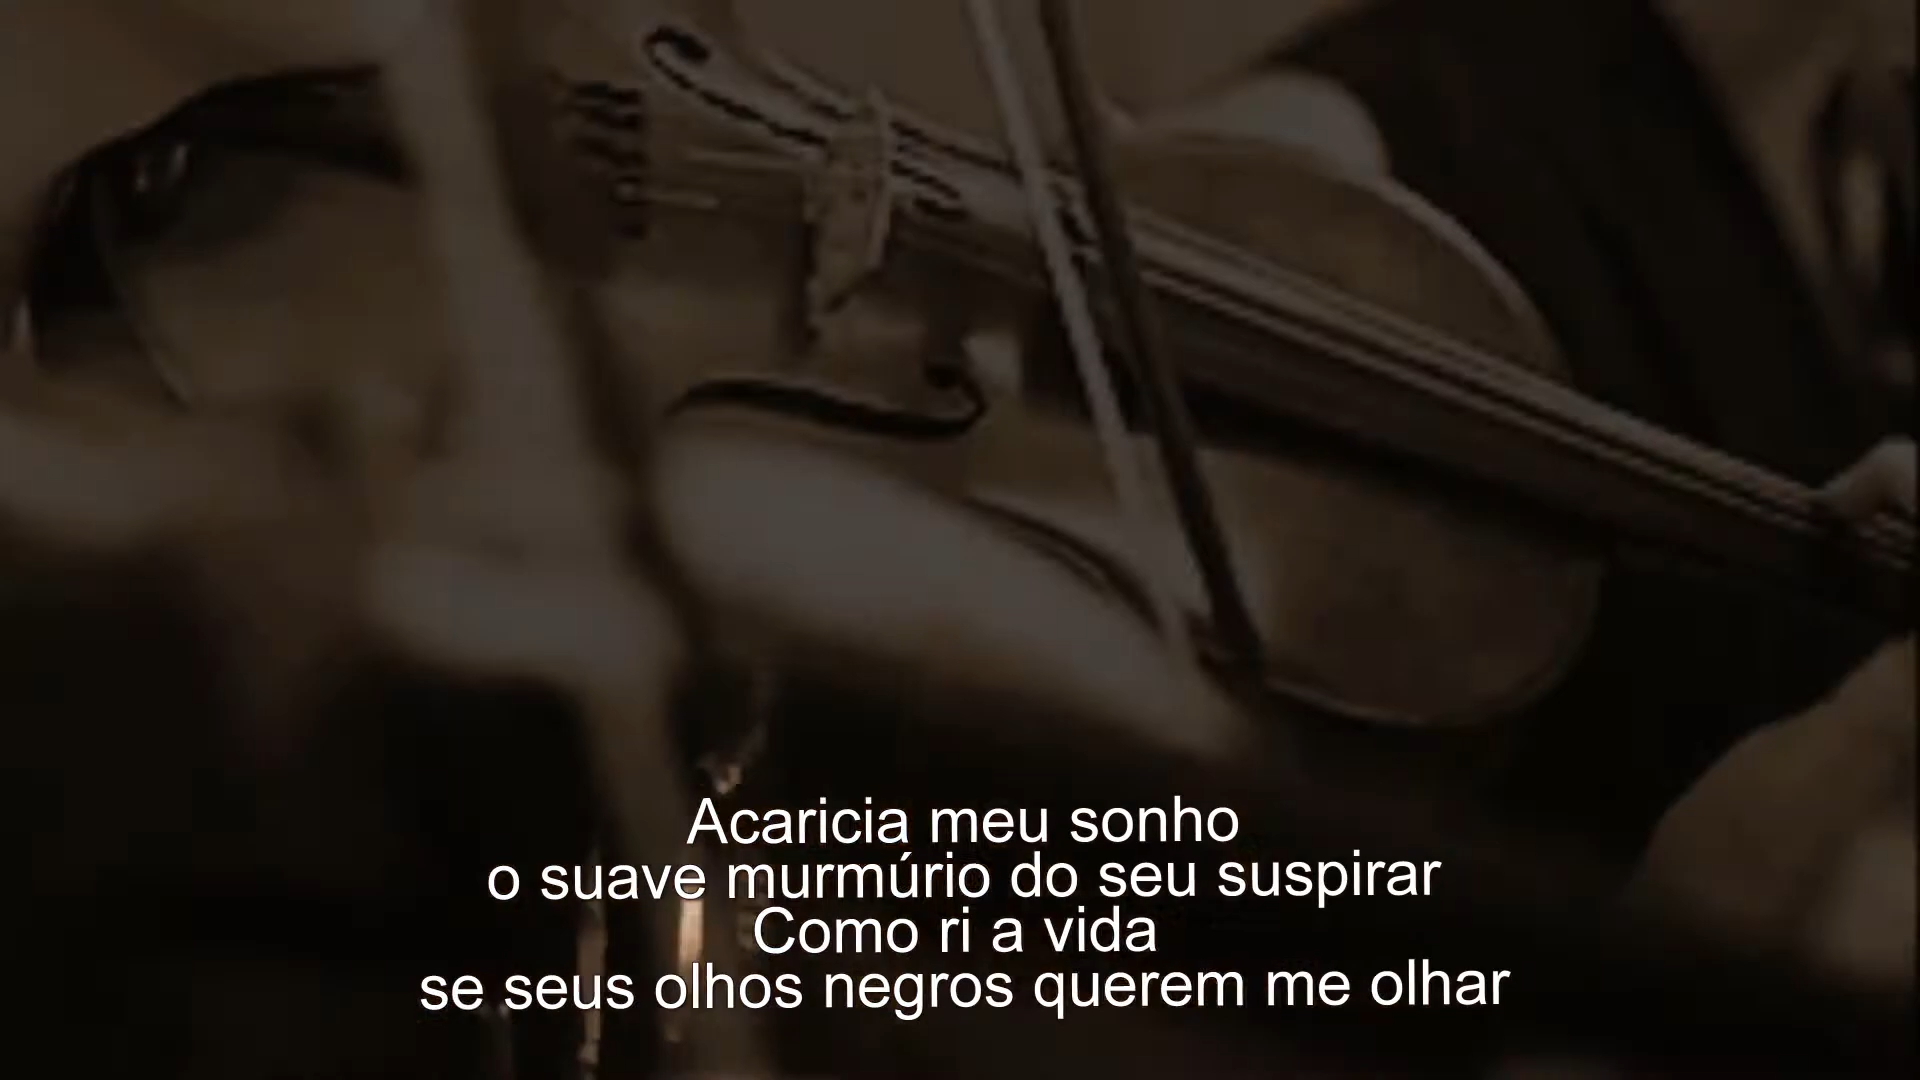 Acaricia meu sonho
o suave murmúrio do seu suspirar
Como ri a vida
se seus olhos negros querem me olhar